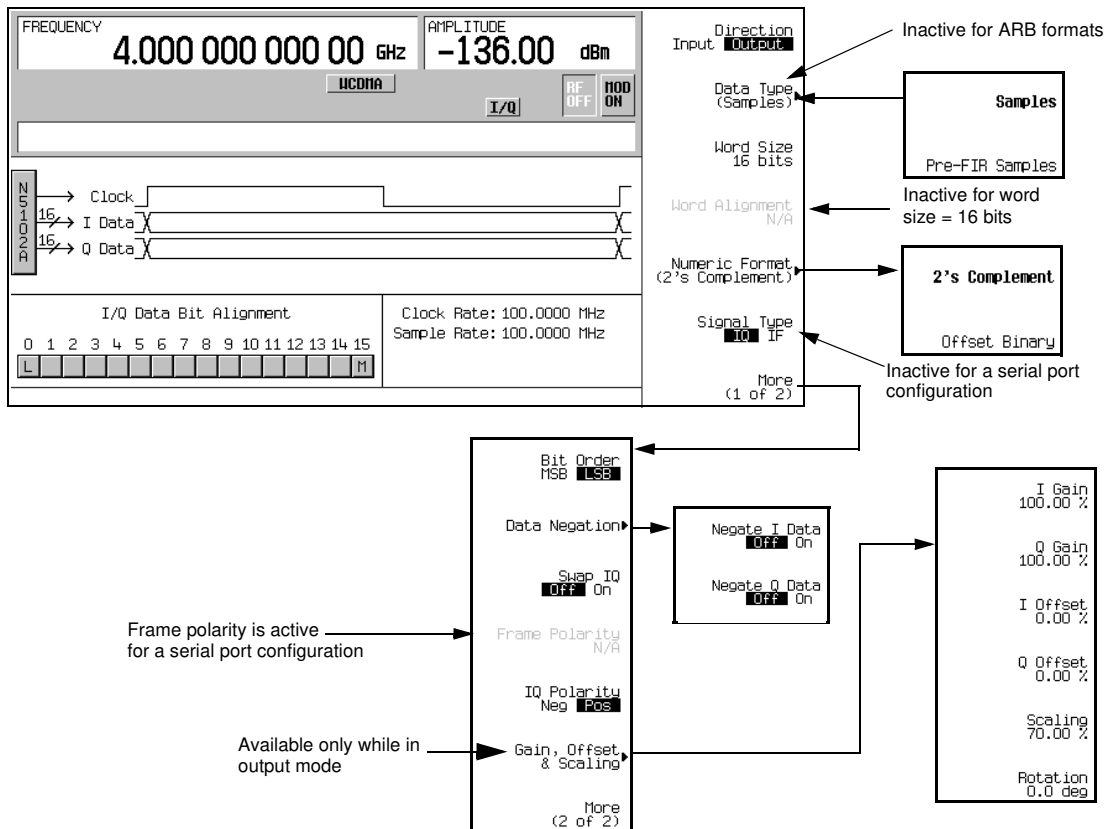 FREQUENCY
4.000 000 000 00 GHz
AMPLITUDE
-136.00 dBm
WCDMA
I/Q
RF OFF
MOD ON
N5102A
Clock
16 I Data
16 Q Data
I/Q Data Bit Alignment
0 1 2 3 4 5 6 7 8 9 10 11 12 13 14 15
L M
Clock Rate: 100.0000 MHz
Sample Rate: 100.0000 MHz
Direction
Input Output
Data Type
(Samples)
Word Size
16 bits
Word Alignment
N/A
Numeric Format
(2's Complement)
Signal Type
IQ IF
More
(1 of 2)
Inactive for ARB formats
Samples
Pre-FIR Samples
Inactive for word
size = 16 bits
2's Complement
Offset Binary
Inactive for a serial port
configuration
Bit Order
MSB LSB
Data Negation
Swap IQ
Off On
Frame Polarity
N/A
IQ Polarity
Neg Pos
Gain, Offset
& Scaling
More
(2 of 2)
Negate I Data
Off On
Negate Q Data
Off On
Frame polarity is active
for a serial port configuration
Available only while in
output mode
I Gain
100.00 %
Q Gain
100.00 %
I Offset
0.00 %
Q Offset
0.00 %
Scaling
70.00 %
Rotation
0.0 deg